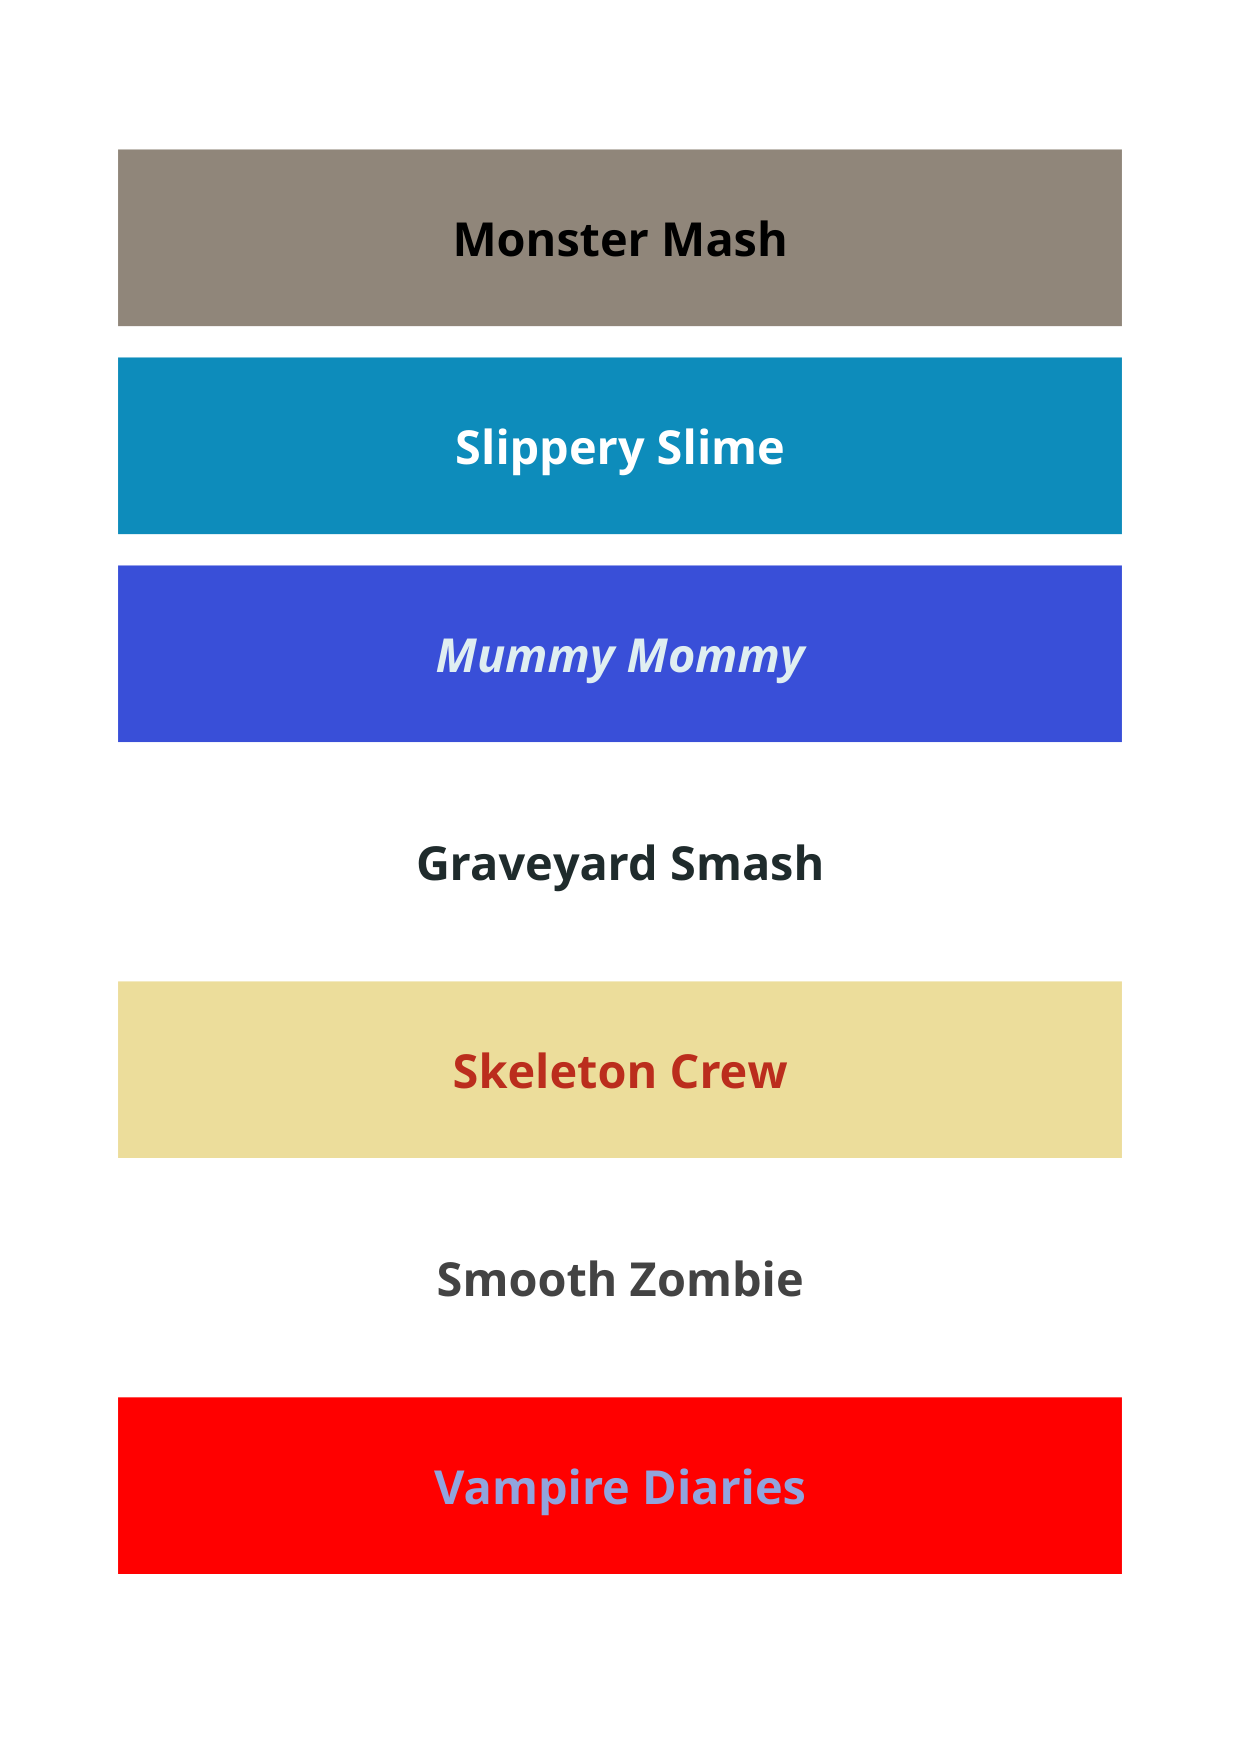 Monster Mash
Slippery Slime
Mummy Mommy
Graveyard Smash
Skeleton Crew
Smooth Zombie
Vampire Diaries